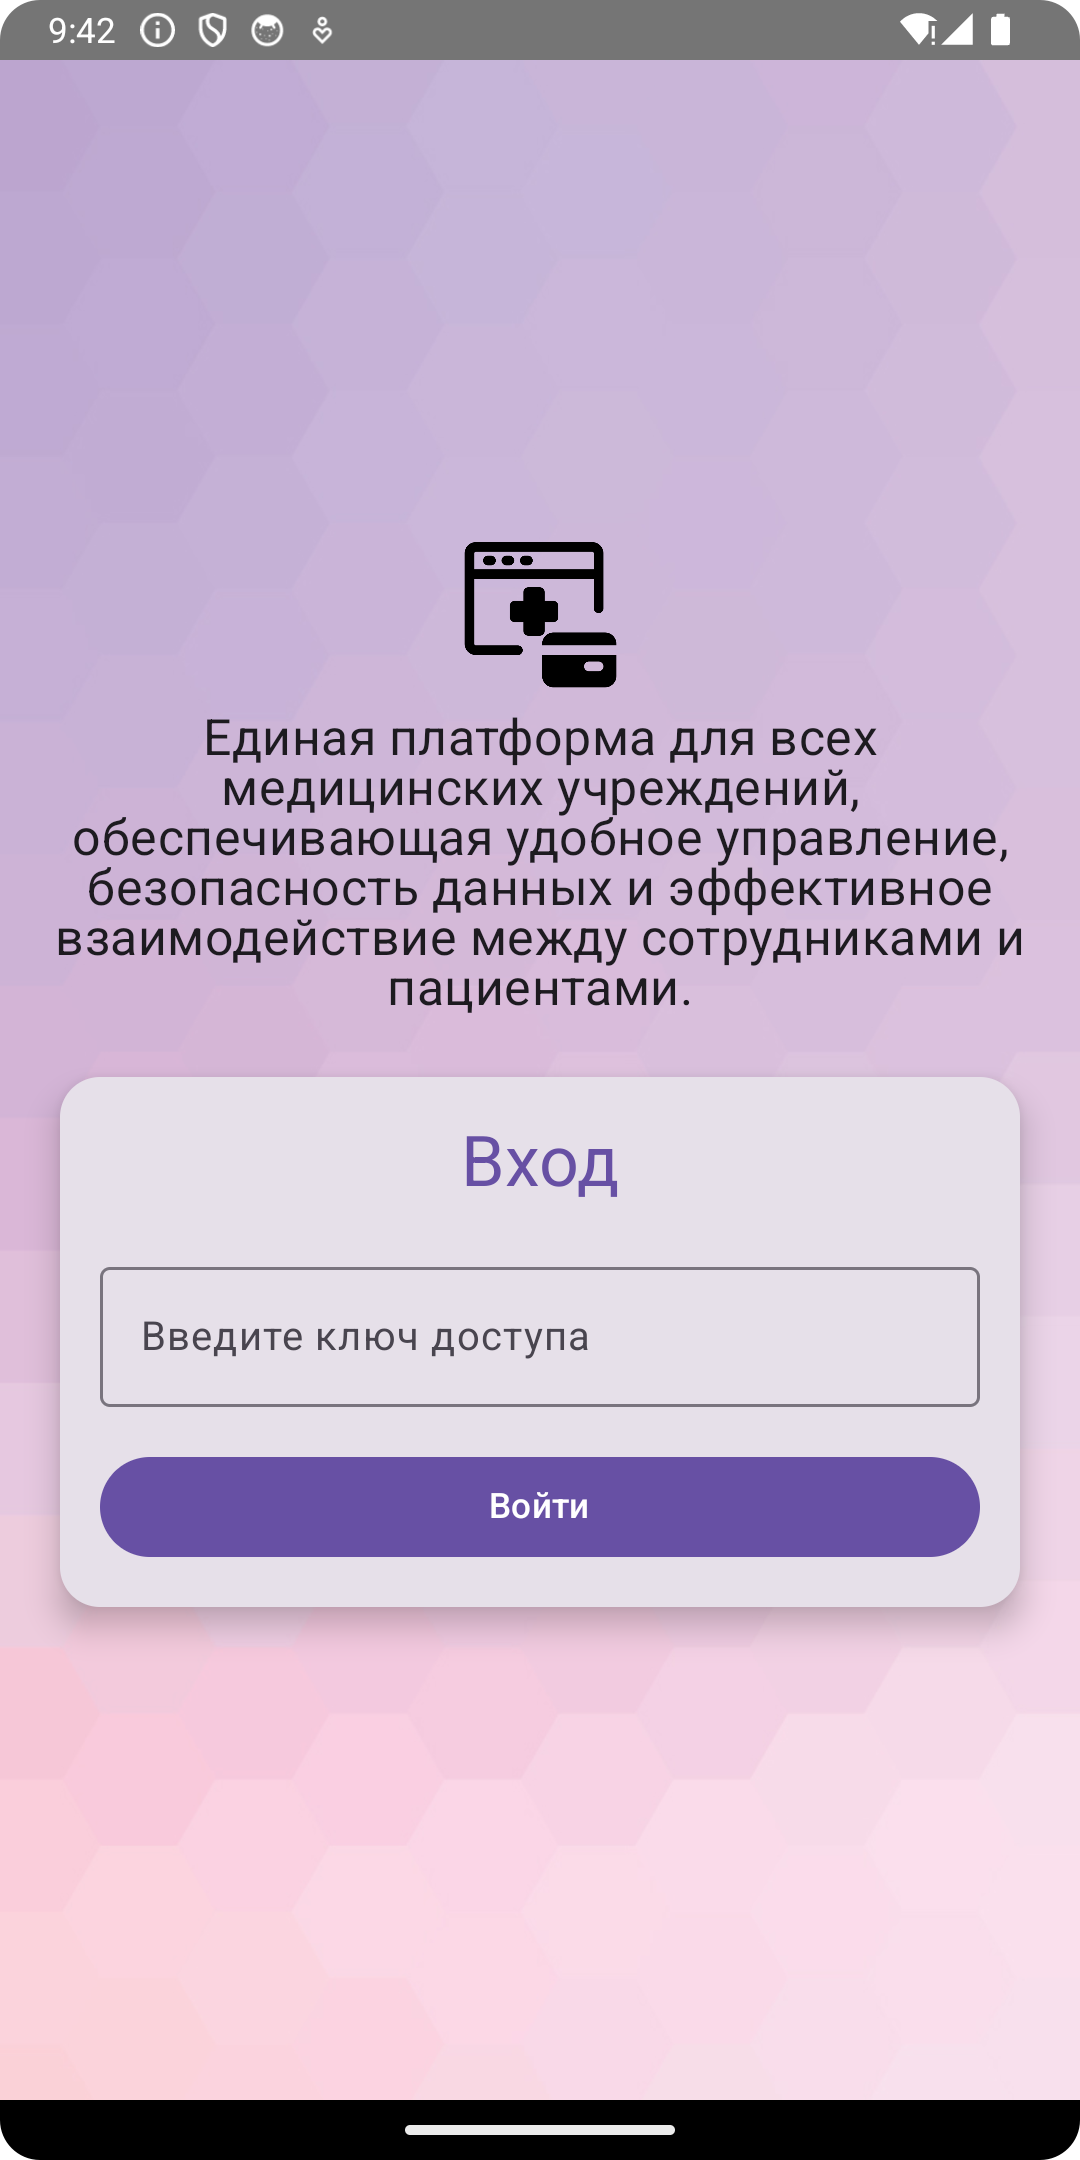 9:42
Единая платформа для всех
медицинских учреждений,
обеспечивающая удобное управление,
безопасность данных и эффективное
взаимодействие между сотрудниками и
пациентами.
Вход
Введите ключ доступа
Войти